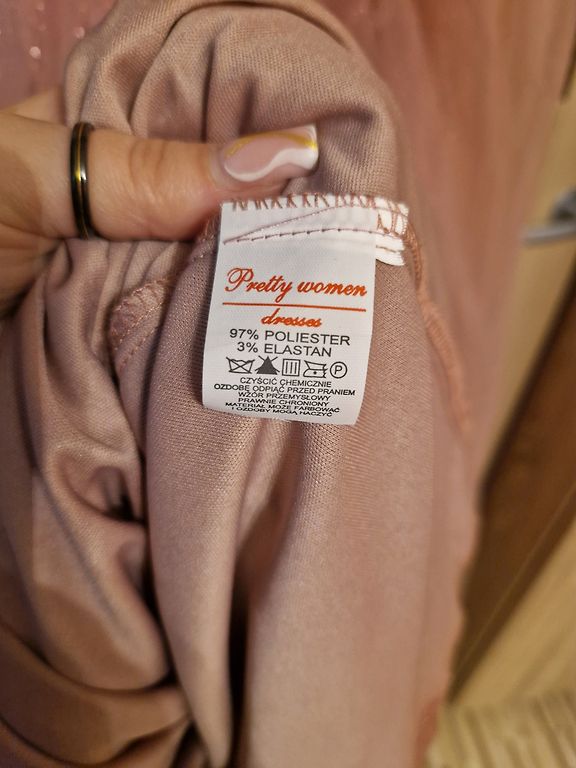 Pretty women
dresses
97% POLIESTER
3% ELASTAN
P
CZYŚCIĆ CHEMICZNIE
OZDOBĘ ODPIĄĆ PRZED PRANIEM
WZÓR PRZEMYSŁOWY
PRAWNIE CHRONIONY
MATERIAŁ MOŻE FARBOWAĆ
I OZDOBY MOGĄ HACZYĆ